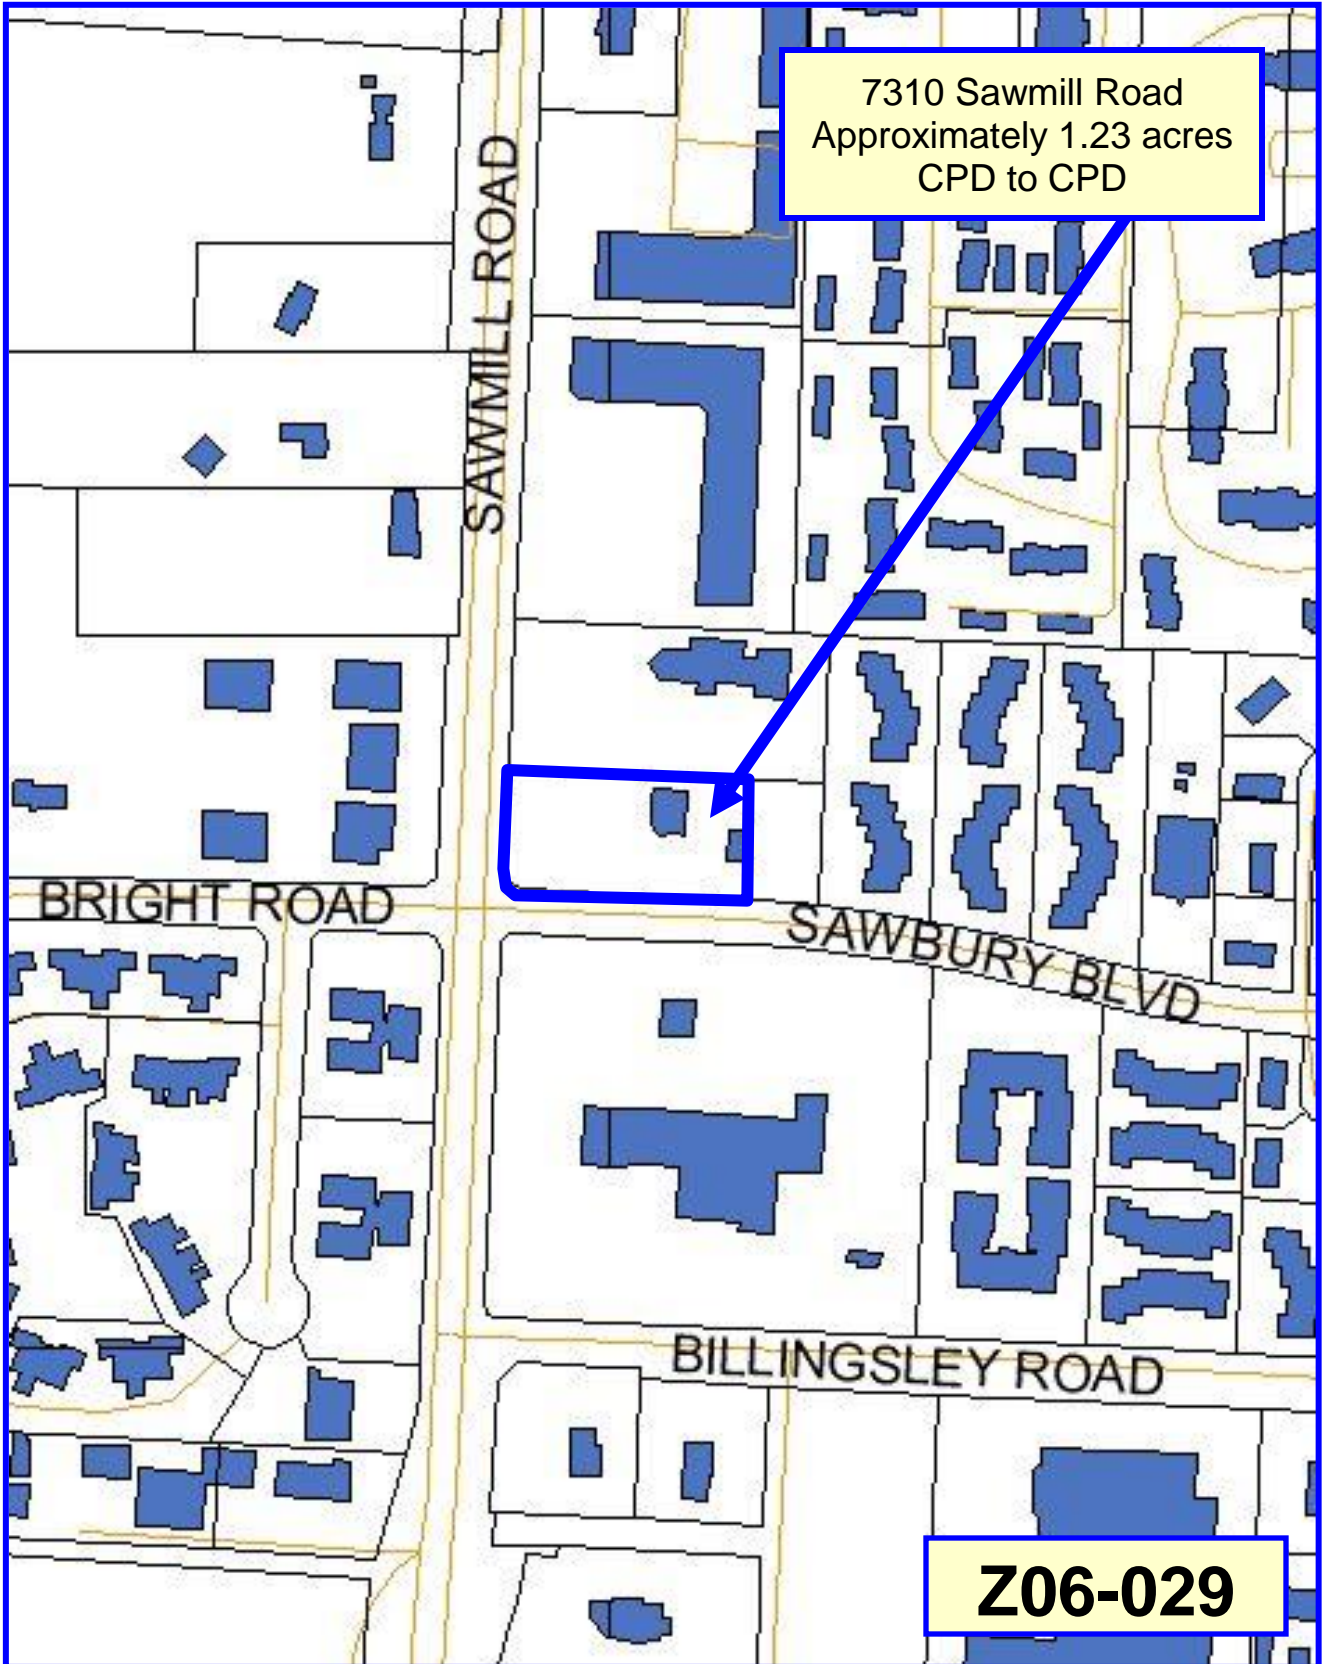 7310 Sawmill Road
Approximately 1.23 acres
CPD to CPD
SAWMILL ROAD
BRIGHT ROAD
SAWBURY BLVD
BILLINGSLEY ROAD
Z06-029